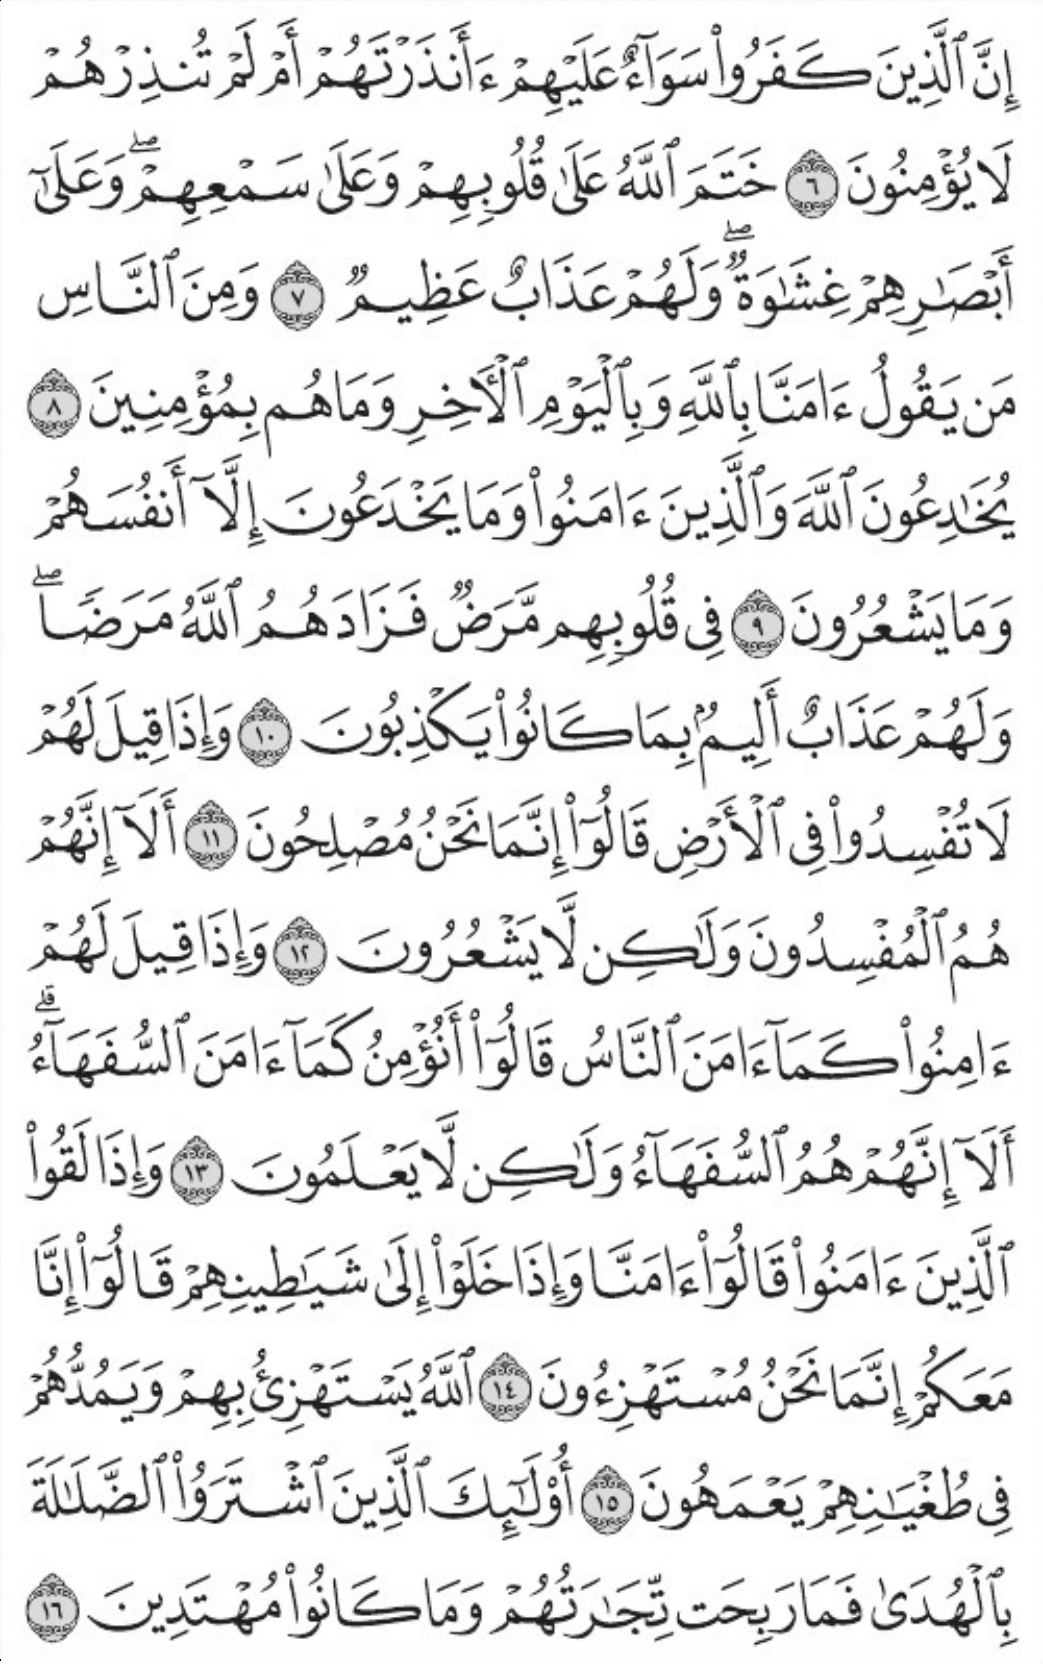 إِنَّ ٱلَّذِينَ كَفَرُوا۟ سَوَآءٌ عَلَيْهِمْ ءَأَنذَرْتَهُمْ أَمْ لَمْ تُنذِرْهُمْ
لَا يُؤْمِنُونَ ٦ خَتَمَ ٱللَّهُ عَلَىٰ قُلُوبِهِمْ وَعَلَىٰ سَمْعِهِمْۖ وَعَلَىٰٓ
أَبْصَـٰرِهِمْ غِشَـٰوَةٌۖ وَلَهُمْ عَذَابٌ عَظِيمٌ ٧ وَمِنَ ٱلنَّاسِ
مَن يَقُولُ ءَامَنَّا بِٱللَّهِ وَبِٱلْيَوْمِ ٱلْـَٔاخِرِ وَمَا هُم بِمُؤْمِنِينَ ٨
يُخَـٰدِعُونَ ٱللَّهَ وَٱلَّذِينَ ءَامَنُوا۟ وَمَا يَخْدَعُونَ إِلَّآ أَنفُسَهُمْ
وَمَا يَشْعُرُونَ ٩ فِى قُلُوبِهِم مَّرَضٌ فَزَادَهُمُ ٱللَّهُ مَرَضًاۖ
وَلَهُمْ عَذَابٌ أَلِيمٌۢ بِمَا كَانُوا۟ يَكْذِبُونَ ١٠ وَإِذَا قِيلَ لَهُمْ
لَا تُفْسِدُوا۟ فِى ٱلْأَرْضِ قَالُوٓا۟ إِنَّمَا نَحْنُ مُصْلِحُونَ ١١ أَلَآ إِنَّهُمْ
هُمُ ٱلْمُفْسِدُونَ وَلَـٰكِن لَّا يَشْعُرُونَ ١٢ وَإِذَا قِيلَ لَهُمْ
ءَامِنُوا۟ كَمَآ ءَامَنَ ٱلنَّاسُ قَالُوٓا۟ أَنُؤْمِنُ كَمَآ ءَامَنَ ٱلسُّفَهَآءُۗ
أَلَآ إِنَّهُمْ هُمُ ٱلسُّفَهَآءُ وَلَـٰكِن لَّا يَعْلَمُونَ ١٣ وَإِذَا لَقُوا۟
ٱلَّذِينَ ءَامَنُوا۟ قَالُوٓا۟ ءَامَنَّا وَإِذَا خَلَوْا۟ إِلَىٰ شَيَـٰطِينِهِمْ قَالُوٓا۟ إِنَّا
مَعَكُمْ إِنَّمَا نَحْنُ مُسْتَهْزِءُونَ ١٤ ٱللَّهُ يَسْتَهْزِئُ بِهِمْ وَيَمُدُّهُمْ
فِى طُغْيَـٰنِهِمْ يَعْمَهُونَ ١٥ أُو۟لَـٰٓئِكَ ٱلَّذِينَ ٱشْتَرَوُا۟ ٱلضَّلَـٰلَةَ
بِٱلْهُدَىٰ فَمَا رَبِحَت تِّجَـٰرَتُهُمْ وَمَا كَانُوا۟ مُهْتَدِينَ ١٦